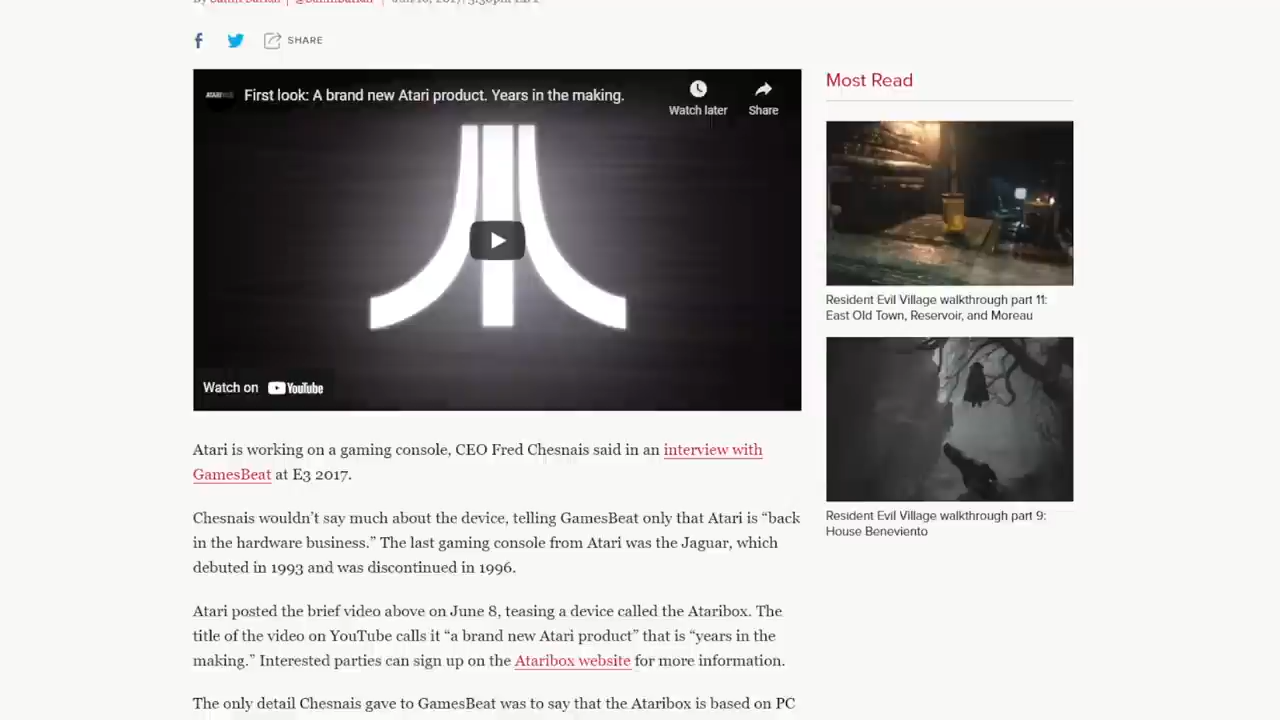 SHARE
ATARI
First look: A brand new Atari product. Years in the making.
Watch later
Share
Watch on YouTube
Atari is working on a gaming console, CEO Fred Chesnais said in an interview with
GamesBeat at E3 2017.
Chesnais wouldn’t say much about the device, telling GamesBeat only that Atari is “back
in the hardware business.” The last gaming console from Atari was the Jaguar, which
debuted in 1993 and was discontinued in 1996.
Atari posted the brief video above on June 8, teasing a device called the Ataribox. The
title of the video on YouTube calls it “a brand new Atari product” that is “years in the
making.” Interested parties can sign up on the Ataribox website for more information.
The only detail Chesnais gave to GamesBeat was to say that the Ataribox is based on PC
Most Read
Resident Evil Village walkthrough part 11:
East Old Town, Reservoir, and Moreau
Resident Evil Village walkthrough part 9:
House Beneviento